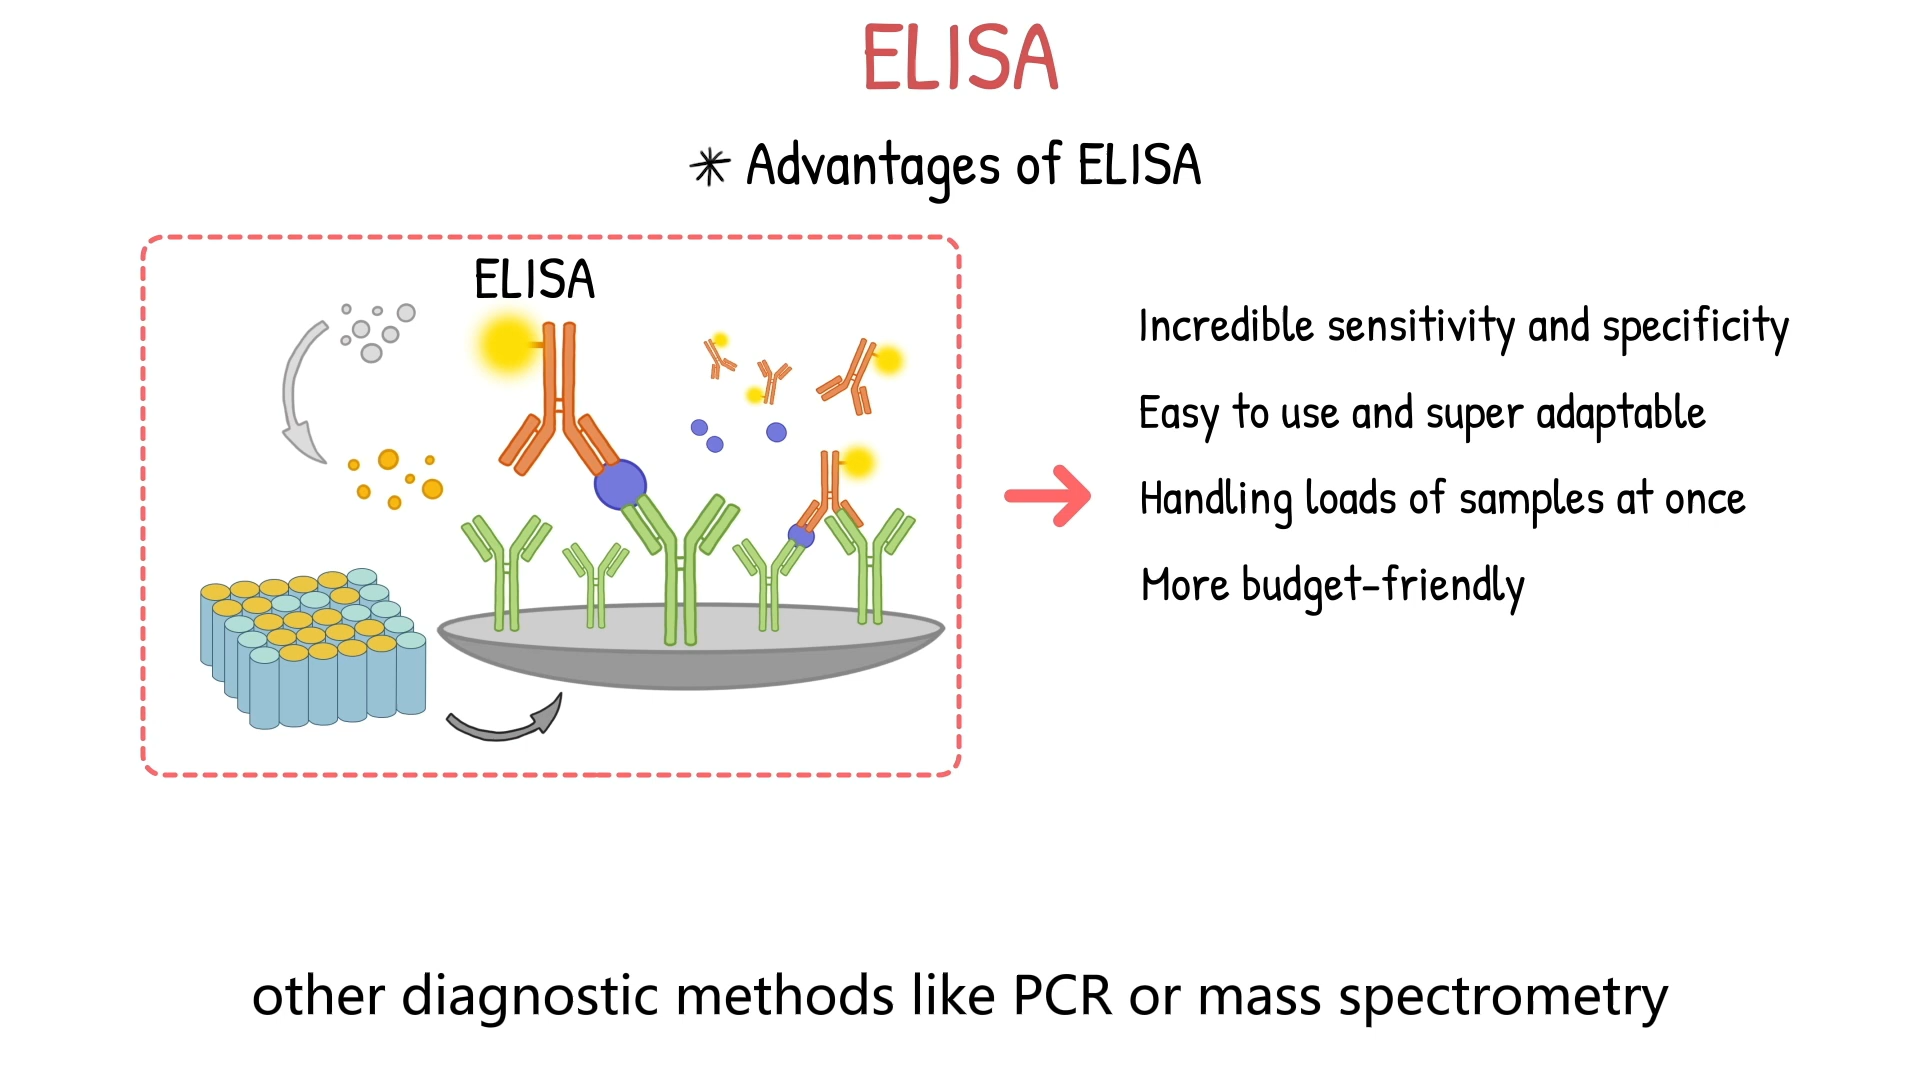 ELISA
✳ Advantages of ELISA
ELISA
Incredible sensitivity and specificity
Easy to use and super adaptable
Handling loads of samples at once
More budget-friendly
other diagnostic methods like PCR or mass spectrometry